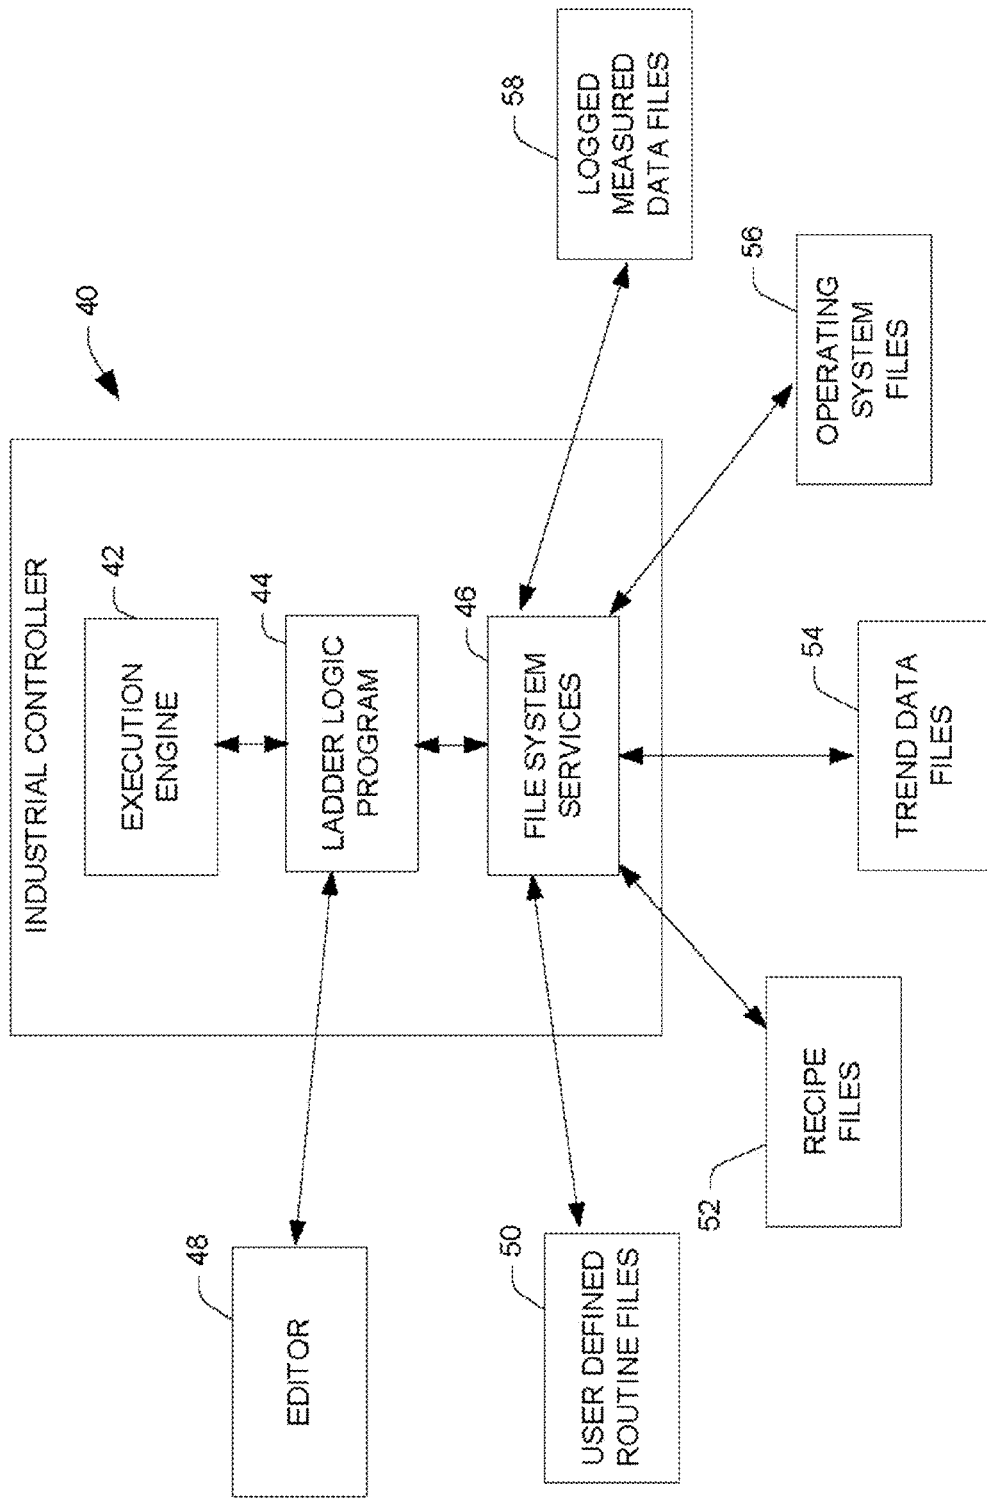 40
INDUSTRIAL CONTROLLER
42
EXECUTION
ENGINE
48
EDITOR
44
LADDER LOGIC
PROGRAM
50
USER DEFINED
ROUTINE FILES
46
FILE SYSTEM
SERVICES
58
LOGGED
MEASURED
DATA FILES
52
RECIPE
FILES
54
TREND DATA
FILES
56
OPERATING
SYSTEM
FILES